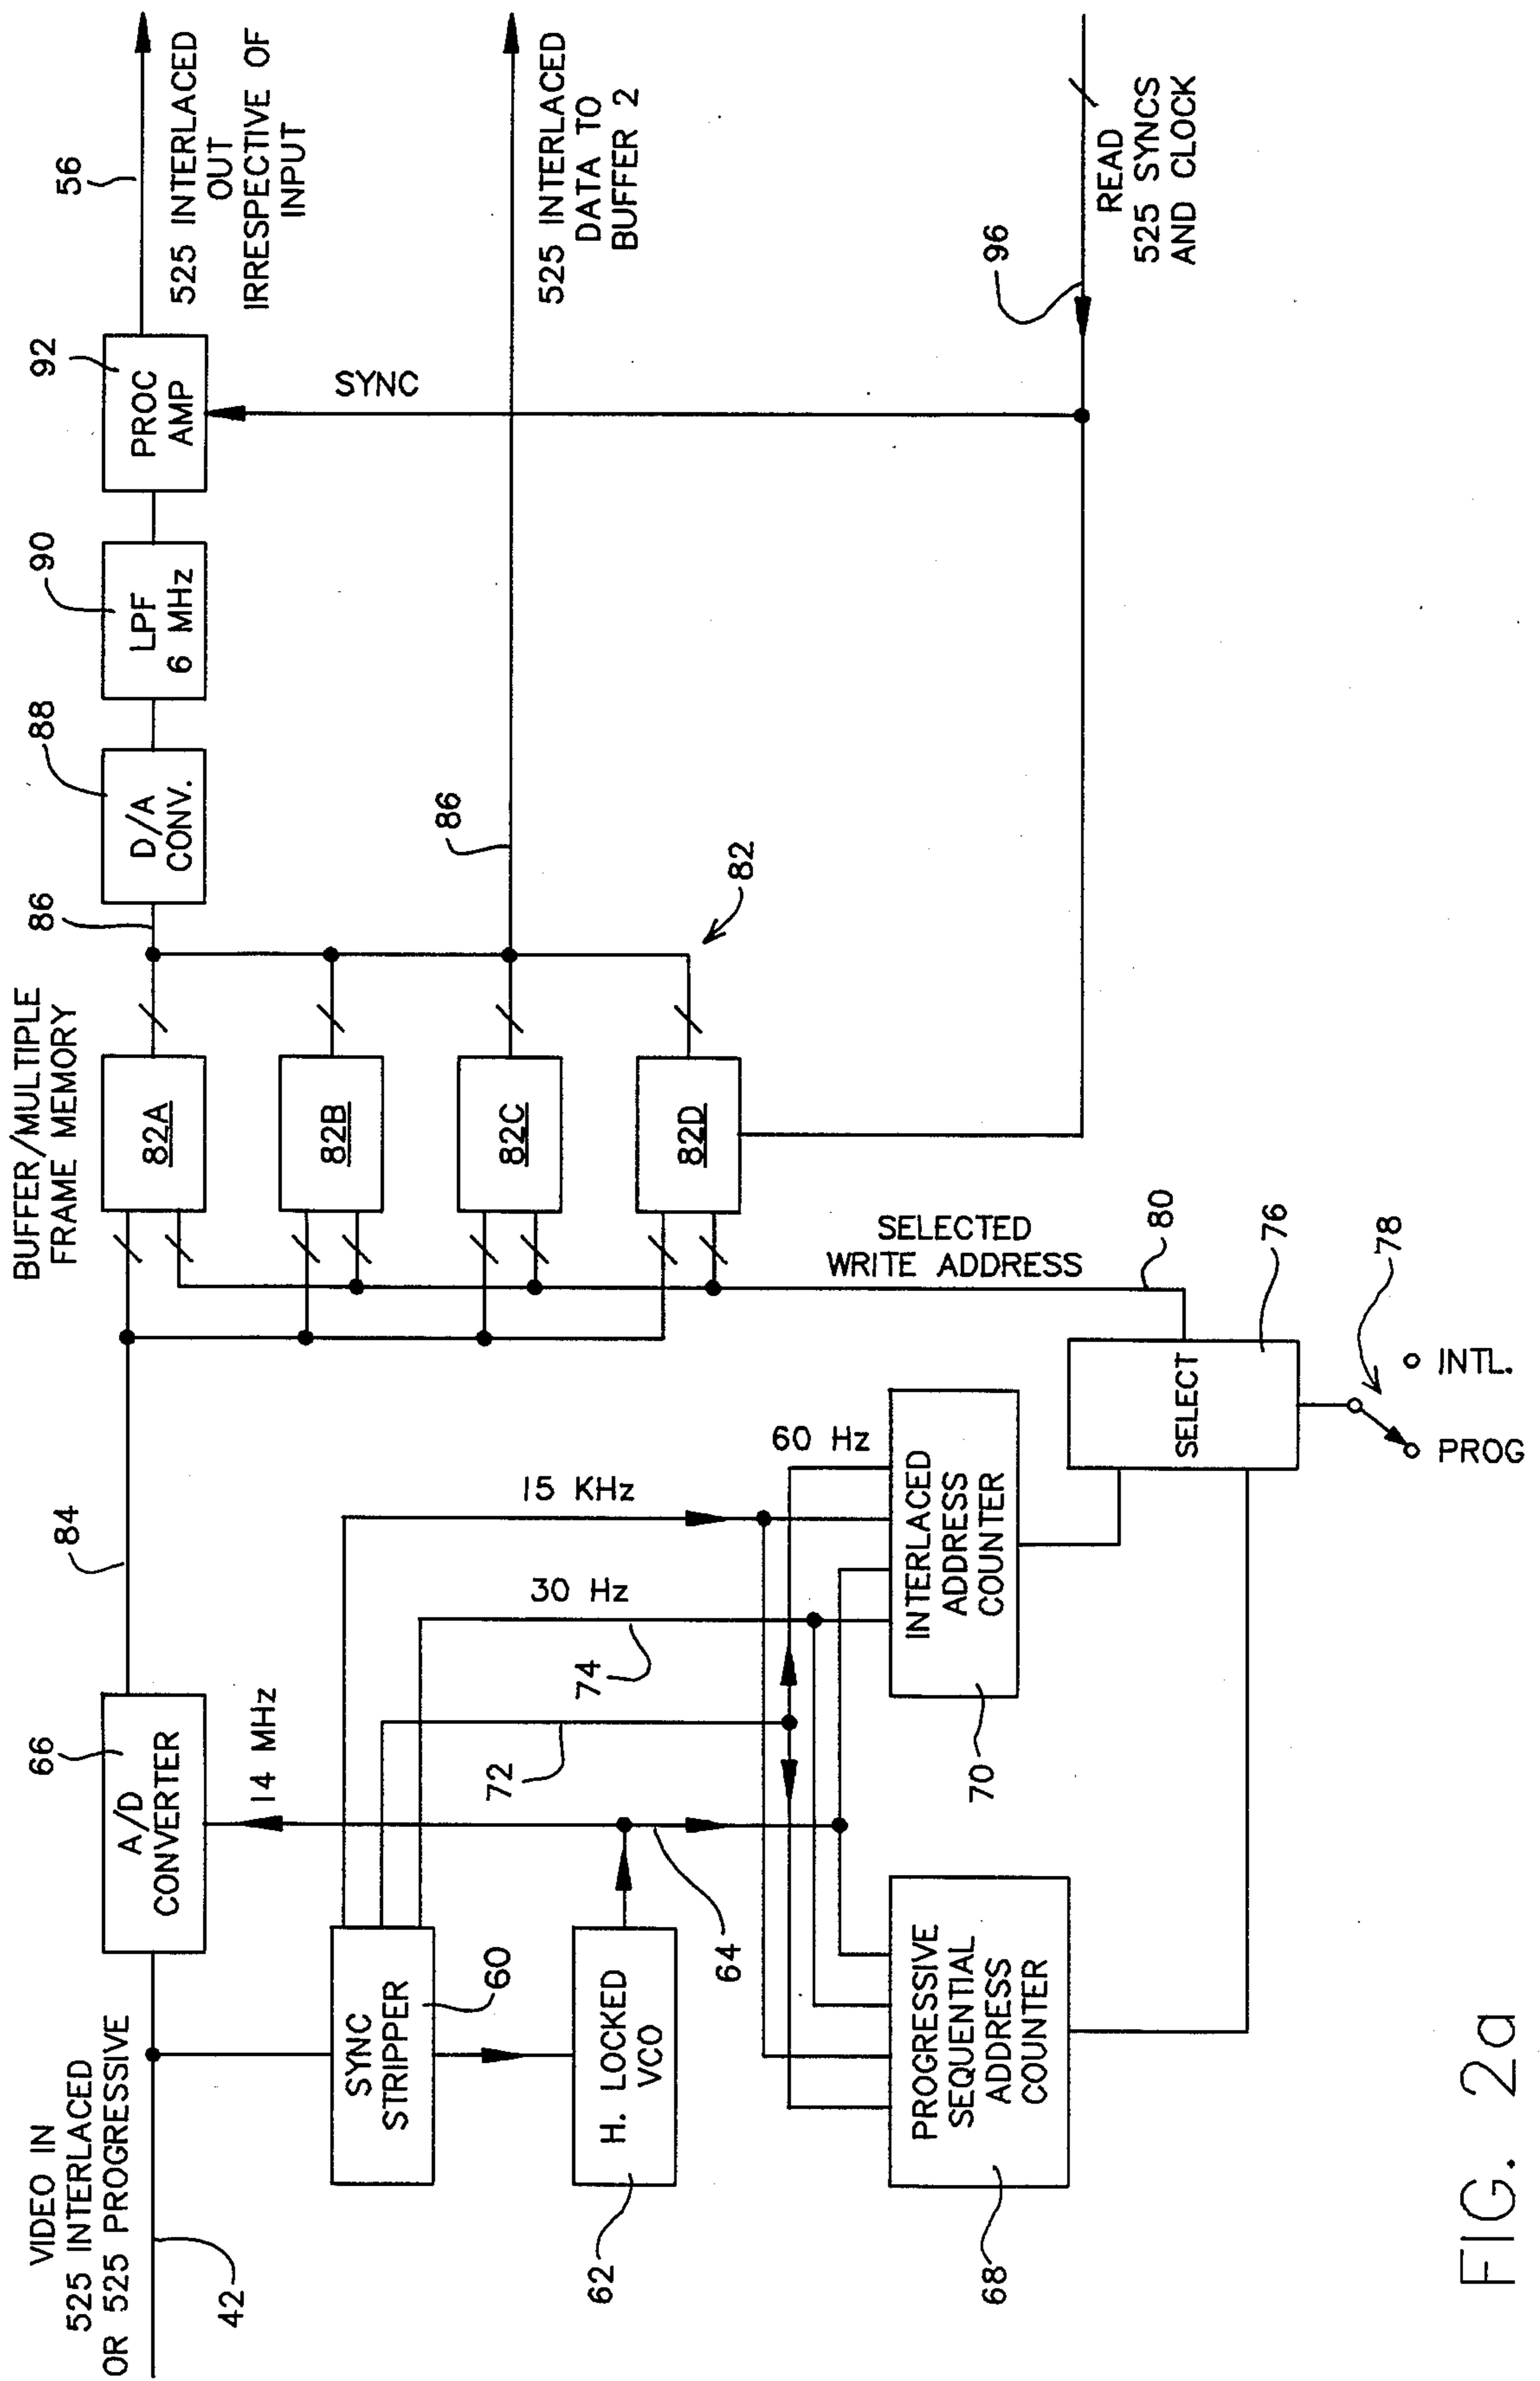 VIDEO IN
525 INTERLACED
OR 525 PROGRESSIVE
42
66
A/D
CONVERTER
84
BUFFER/MULTIPLE
FRAME MEMORY
82A
82B
82C
82D
82
86
88
D/A
CONV.
90
LPF
6 MHz
92
PROC
AMP
56
525 INTERLACED
OUT
IRRESPECTIVE OF
INPUT
86
525 INTERLACED
DATA TO
BUFFER 2
SYNC
96
READ
525 SYNCS
AND CLOCK
SYNC
STRIPPER
60
14 MHz
H. LOCKED
VCO
62
64
72
74
30 Hz
15 KHz
60 Hz
PROGRESSIVE
SEQUENTIAL
ADDRESS
COUNTER
68
INTERLACED
ADDRESS
COUNTER
70
SELECTED
WRITE ADDRESS
80
SELECT
76
78
INTL.
PROG
FIG. 2a